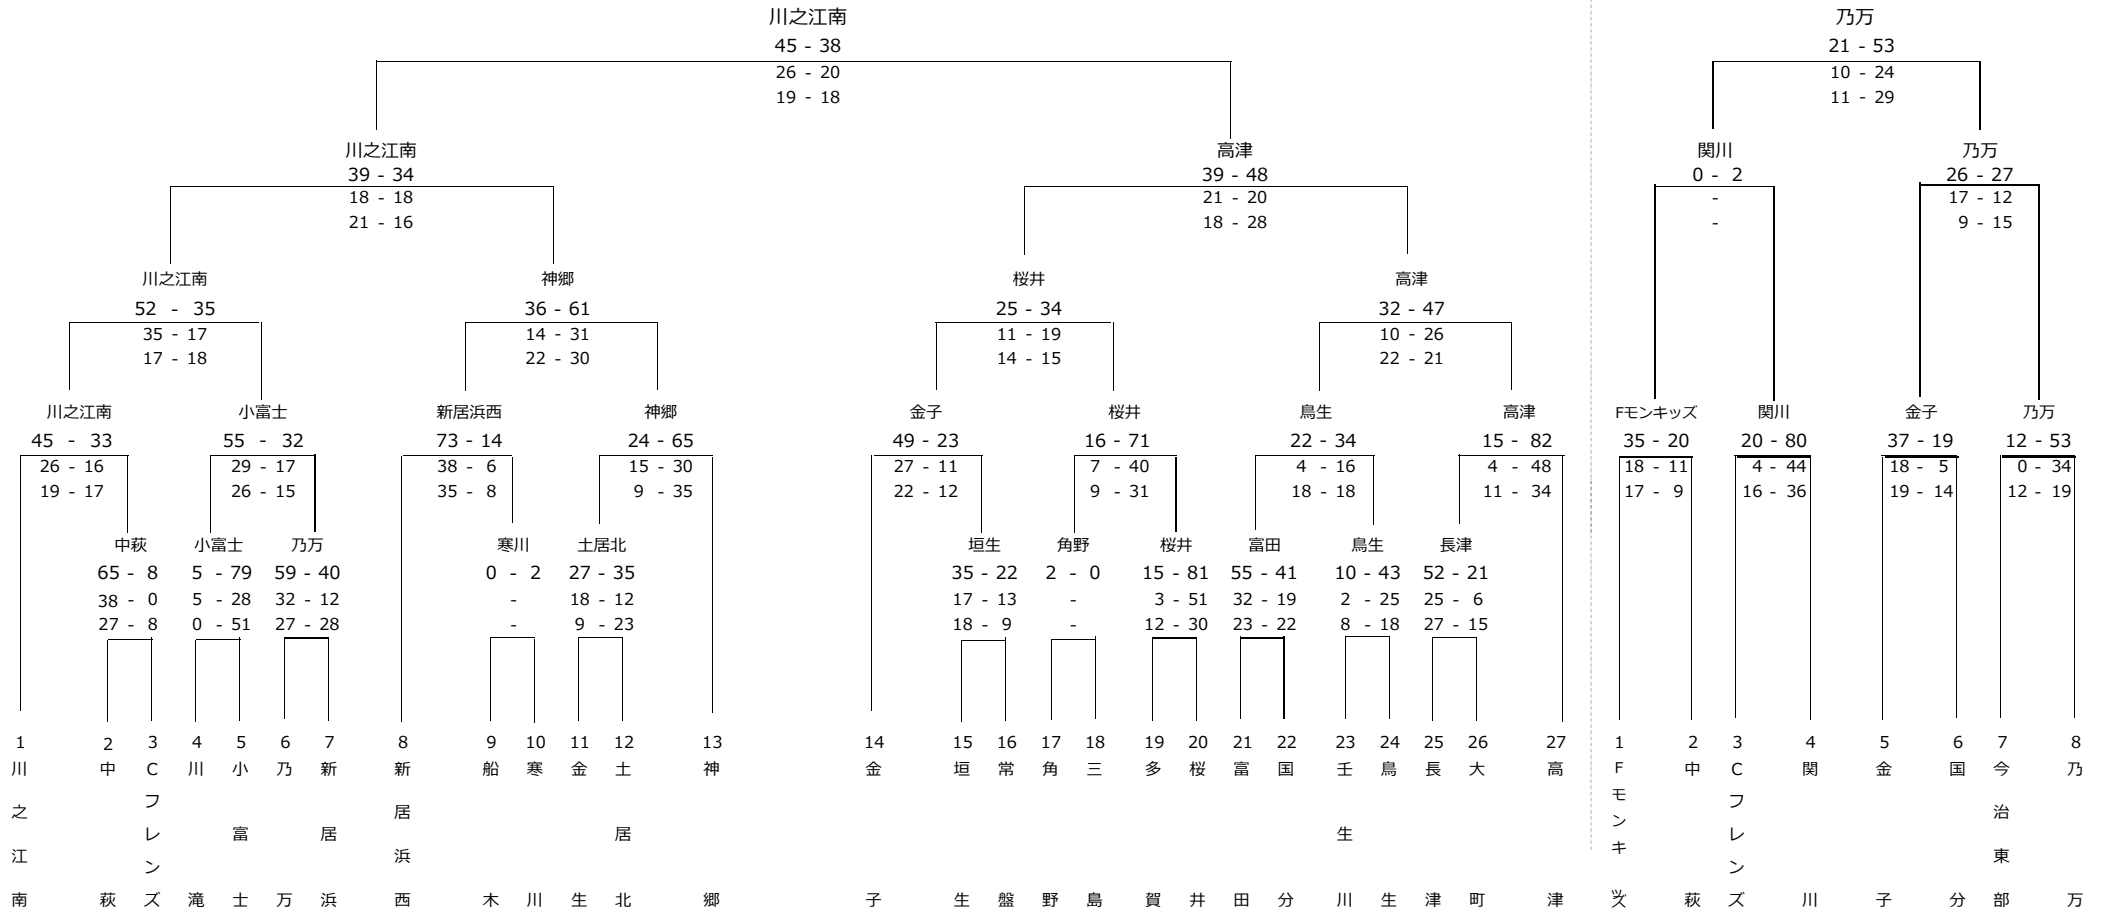 川之江南 乃万
45 - 38 21 - 53
26 - 20 10 - 24
19 - 18 11 - 29
川之江南 高津 関川 乃万
39 - 34 39 - 48 0 - 2 26 - 27
18 - 18 21 - 20 - 17 - 12
21 - 16 18 - 28 - 9 - 15
川之江南 神郷 桜井 高津
52 - 35 36 - 61 25 - 34 32 - 47
35 - 17 14 - 31 11 - 19 10 - 26
17 - 18 22 - 30 14 - 15 22 - 21
川之江南 小富士 新居浜西 神郷 金子 桜井 鳥生 高津 Fモンキッズ 関川 金子 乃万
45 - 33 55 - 32 73 - 14 24 - 65 49 - 23 16 - 71 22 - 34 15 - 82 35 - 20 20 - 80 37 - 19 12 - 53
26 - 16 29 - 17 38 - 6 15 - 30 27 - 11 7 - 40 4 - 16 4 - 48 18 - 11 4 - 44 18 - 5 0 - 34
19 - 17 26 - 15 35 - 8 9 - 35 22 - 12 9 - 31 18 - 18 11 - 34 17 - 9 16 - 36 19 - 14 12 - 19
中萩 小富士 乃万 寒川 土居北 垣生 角野 桜井 富田 鳥生 長津
65 - 8 5 - 79 59 - 40 0 - 2 27 - 35 35 - 22 2 - 0 15 - 81 55 - 41 10 - 43 52 - 21
38 - 0 5 - 28 32 - 12 - 18 - 12 17 - 13 - 3 - 51 32 - 19 2 - 25 25 - 6
27 - 8 0 - 51 27 - 28 - 9 - 23 18 - 9 - 12 - 30 23 - 22 8 - 18 27 - 15
1 2 3 4 5 6 7 8 9 10 11 12 13 14 15 16 17 18 19 20 21 22 23 24 25 26 27 1 2 3 4 5 6 7 8
川之江南
中萩
Cフレンズ
川滝
小富士
乃万
新居浜
新居浜西
船木
寒川
金生
土居北
神郷
金子
垣生
常盤
角野
三島
多賀
桜井
富田
国分
壬生川
鳥生
長津
大町
高津
Fモンキッズ
中萩
Cフレンズ
関川
金子
国分
今治東部
乃万